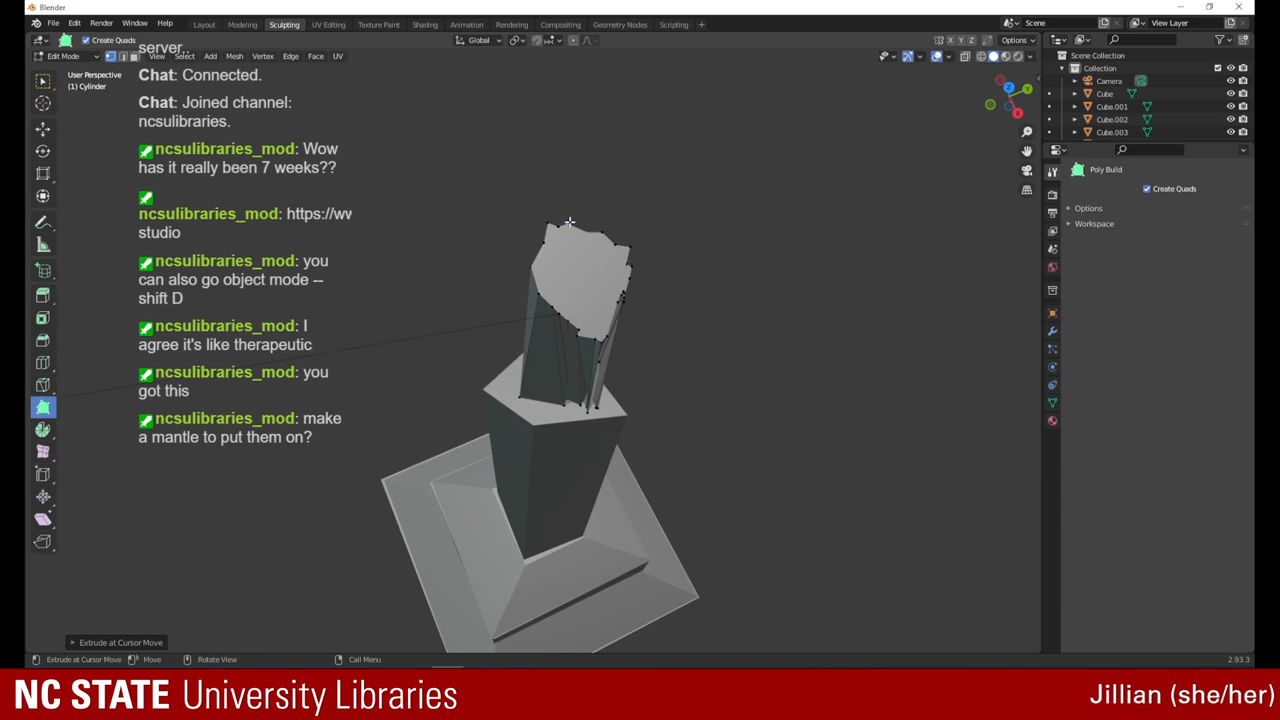 Blender
File Edit Render Window Help
Layout Modeling Sculpting UV Editing Texture Paint Shading Animation Rendering Compositing Geometry Nodes Scripting +
Scene
View Layer
Create Quads
Global
X Y Z
Options
Edit Mode
View Select Add Mesh Vertex Edge Face UV
User Perspective
(1) Cylinder
server..
Chat: Connected.
Chat: Joined channel:
ncsulibraries.
ncsulibraries_mod: Wow
has it really been 7 weeks??
ncsulibraries_mod: https://wv
studio
ncsulibraries_mod: you
can also go object mode --
shift D
ncsulibraries_mod: I
agree it's like therapeutic
ncsulibraries_mod: you
got this
ncsulibraries_mod: make
a mantle to put them on?
Z
Y
X
Scene Collection
Collection
Camera
Cube
Cube.001
Cube.002
Cube.003
Poly Build
Create Quads
Options
Workspace
Extrude at Cursor Move
Extrude at Cursor Move Move Rotate View Call Menu
2.93.3
NC STATE University Libraries
Jillian (she/her)